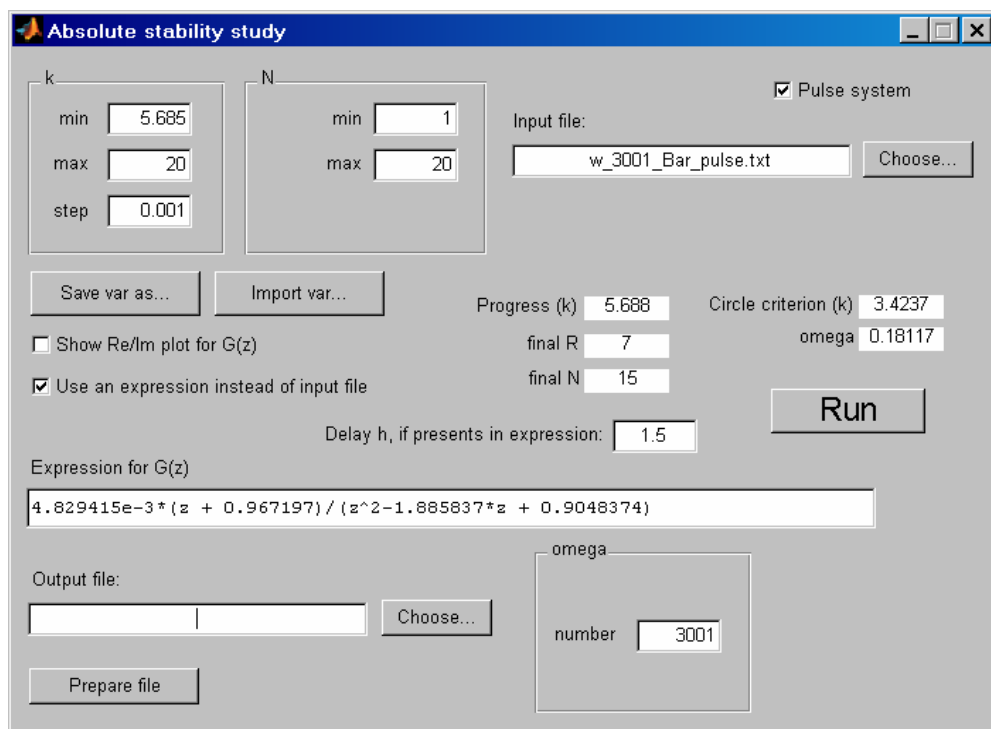 Absolute stability study
k
N
min 5.685
min 1
Pulse system
Input file:
max 20
max 20
w_3001_Bar_pulse.txt
Choose...
step 0.001
Save var as...
Import var...
Progress (k) 5.688
Circle criterion (k) 3.4237
Show Re/Im plot for G(z)
final R 7
omega 0.18117
Use an expression instead of input file
final N 15
Run
Delay h, if presents in expression: 1.5
Expression for G(z)
4.829415e-3*(z + 0.967197)/(z^2-1.885837*z + 0.9048374)
omega
Output file:
Choose...
number 3001
Prepare file